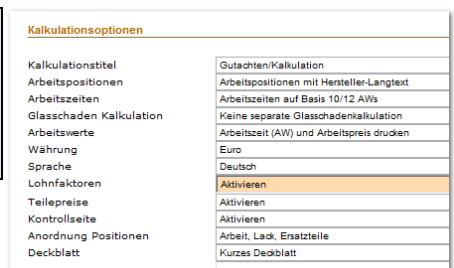 Kalkulationsoptionen
Kalkulationstitel Gutachten/Kalkulation
Arbeitspositionen Arbeitspositionen mit Hersteller-Langtext
Arbeitszeiten Arbeitszeiten auf Basis 10/12 AWs
Glasschaden Kalkulation Keine separate Glasschadenkalkulation
Arbeitswerte Arbeitszeit (AW) und Arbeitspreis drucken
Währung Euro
Sprache Deutsch
Lohnfaktoren Aktivieren
Teilepreise Aktivieren
Kontrollseite Aktivieren
Anordnung Positionen Arbeit, Lack, Ersatzteile
Deckblatt Kurzes Deckblatt